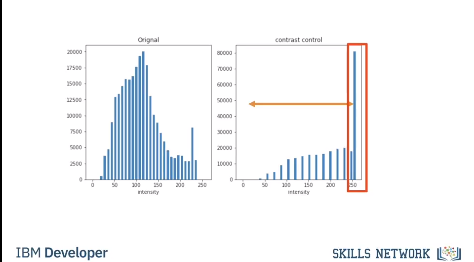 Orignal
contrast control
20000
17500
15000
12500
10000
7500
5000
2500
0
0 50 100 150 200 250
intensity
80000
70000
60000
50000
40000
30000
20000
10000
0
0 50 100 150 200 250
intensity
IBM Developer
SKILLS NETWORK